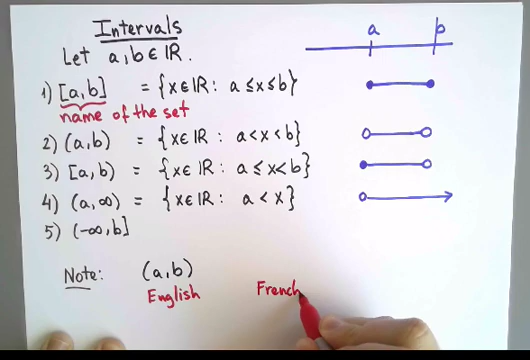 Intervals
a b
Let a,b ∈ ℝ.
1) [a,b] = {x∈ℝ: a≤x≤b}
name of the set
2) (a,b) = {x∈ℝ: a<x<b}
3) [a,b) = {x∈ℝ: a≤x<b}
4) (a,∞) = {x∈ℝ: a<x}
5) (-∞,b]
Note: (a,b)
English French